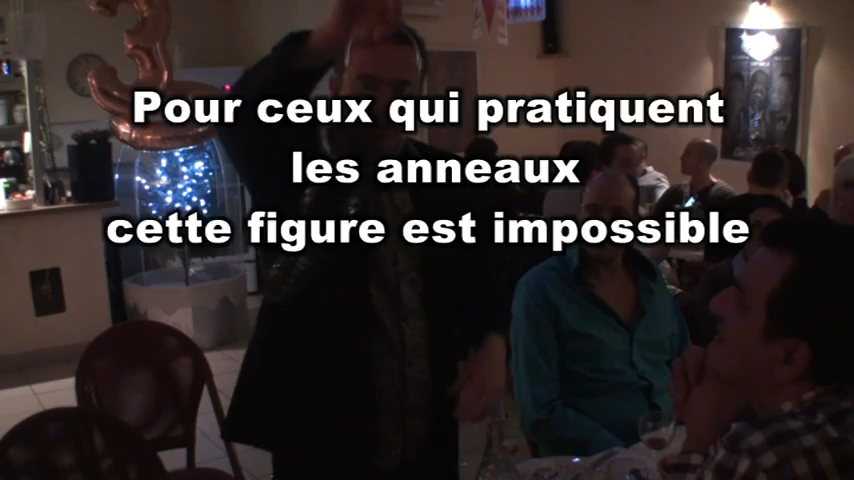 Pour ceux qui pratiquent
les anneaux
cette figure est impossible